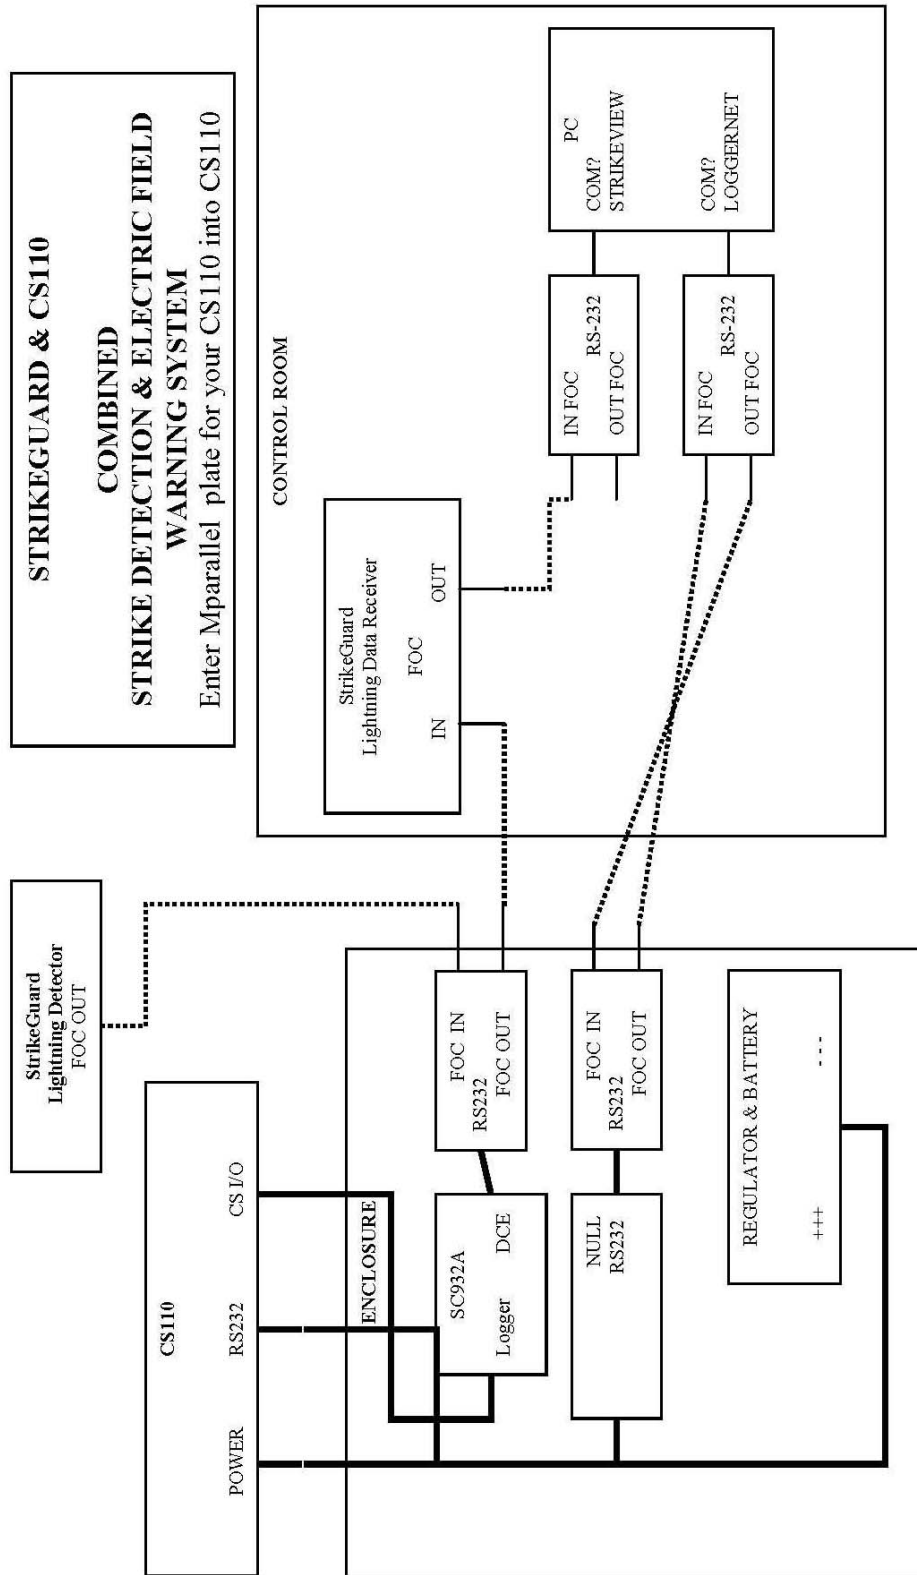 STRIKEGUARD & CS110
COMBINED
STRIKE DETECTION & ELECTRIC FIELD
WARNING SYSTEM
Enter Mparallel plate for your CS110 into CS110
StrikeGuard
Lightning Detector
FOC OUT
CS110
POWER
RS232
CS I/O
ENCLOSURE
SC932A
Logger
DCE
FOC IN
RS232
FOC OUT
NULL
RS232
FOC IN
RS232
FOC OUT
REGULATOR & BATTERY
+++
- - -
CONTROL ROOM
StrikeGuard
Lightning Data Receiver
FOC
IN
OUT
IN FOC
RS-232
OUT FOC
IN FOC
RS-232
OUT FOC
PC
COM?
STRIKEVIEW
COM?
LOGGERNET